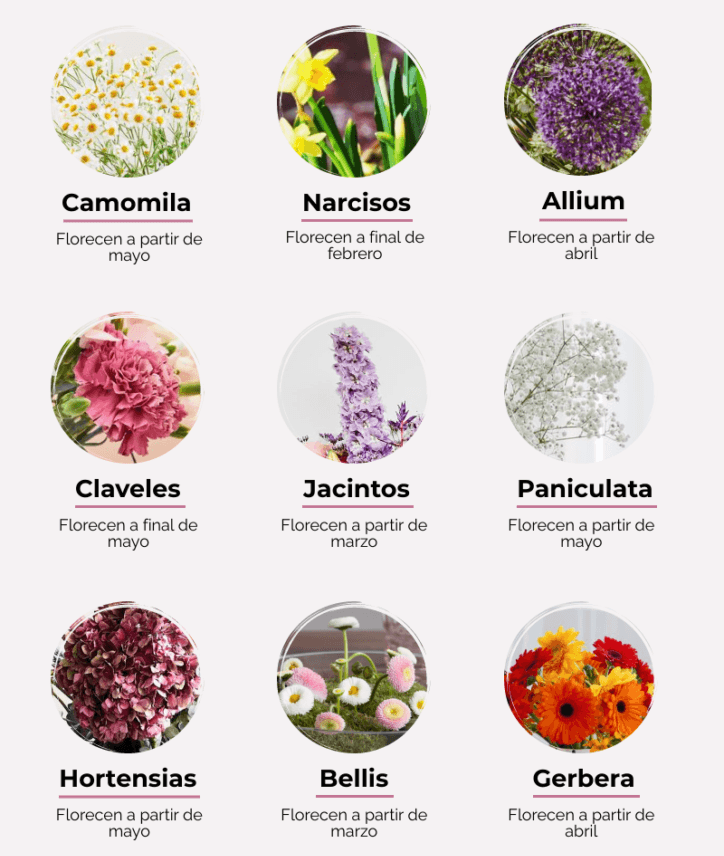 Camomila
Florecen a partir de
mayo
Narcisos
Florecen a final de
febrero
Allium
Florecen a partir de
abril
Claveles
Florecen a final de
mayo
Jacintos
Florecen a partir de
marzo
Paniculata
Florecen a partir de
mayo
Hortensias
Florecen a partir de
mayo
Bellis
Florecen a partir de
marzo
Gerbera
Florecen a partir de
abril